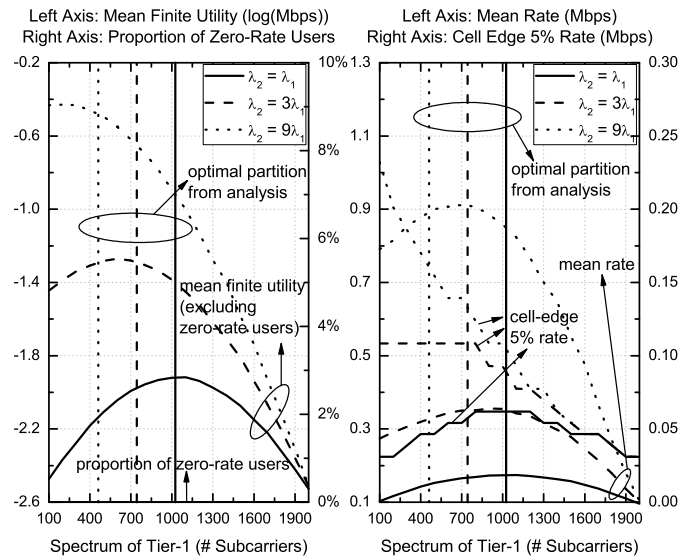 Left Axis: Mean Finite Utility (log(Mbps))
Right Axis: Proportion of Zero-Rate Users
-0.2
-0.6
-1.0
-1.4
-1.8
-2.2
-2.6
10%
8%
6%
4%
2%
0%
λ2 = λ1
λ2 = 3λ1
λ2 = 9λ1
optimal partition
from analysis
mean finite utility
(excluding
zero-rate users)
proportion of zero-rate users
100 400 700 1000 1300 1600 1900
Spectrum of Tier-1 (# Subcarriers)
Left Axis: Mean Rate (Mbps)
Right Axis: Cell Edge 5% Rate (Mbps)
1.3
1.1
0.9
0.7
0.5
0.3
0.1
0.30
0.25
0.20
0.15
0.10
0.05
0.00
λ2 = λ1
λ2 = 3λ1
λ2 = 9λ1
optimal partition
from analysis
mean rate
cell-edge
5% rate
100 400 700 1000 1300 1600 1900
Spectrum of Tier-1 (# Subcarriers)